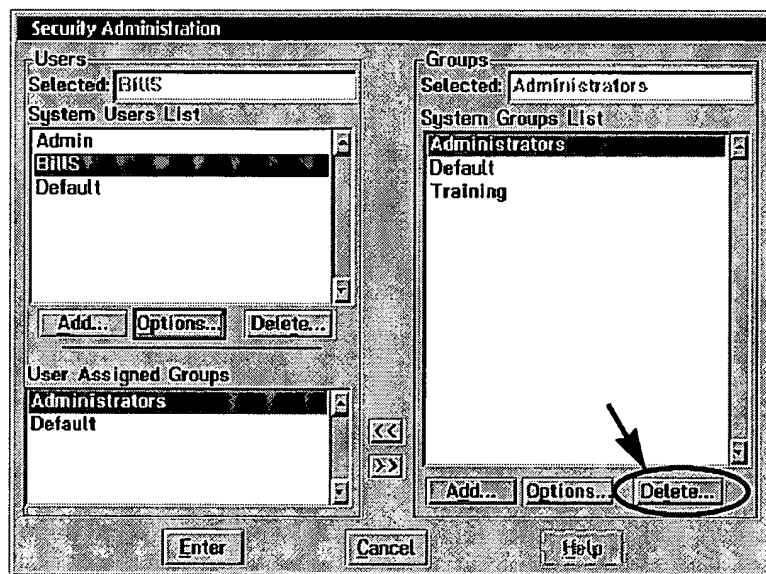 Security Administration
Users
Selected: BillS
System Users List
Admin
BillS
Default
Add... Options... Delete...
User Assigned Groups
Administrators
Default
<<
>>
Groups
Selected: Administrators
System Groups List
Administrators
Default
Training
Add... Options... Delete...
Enter Cancel Help